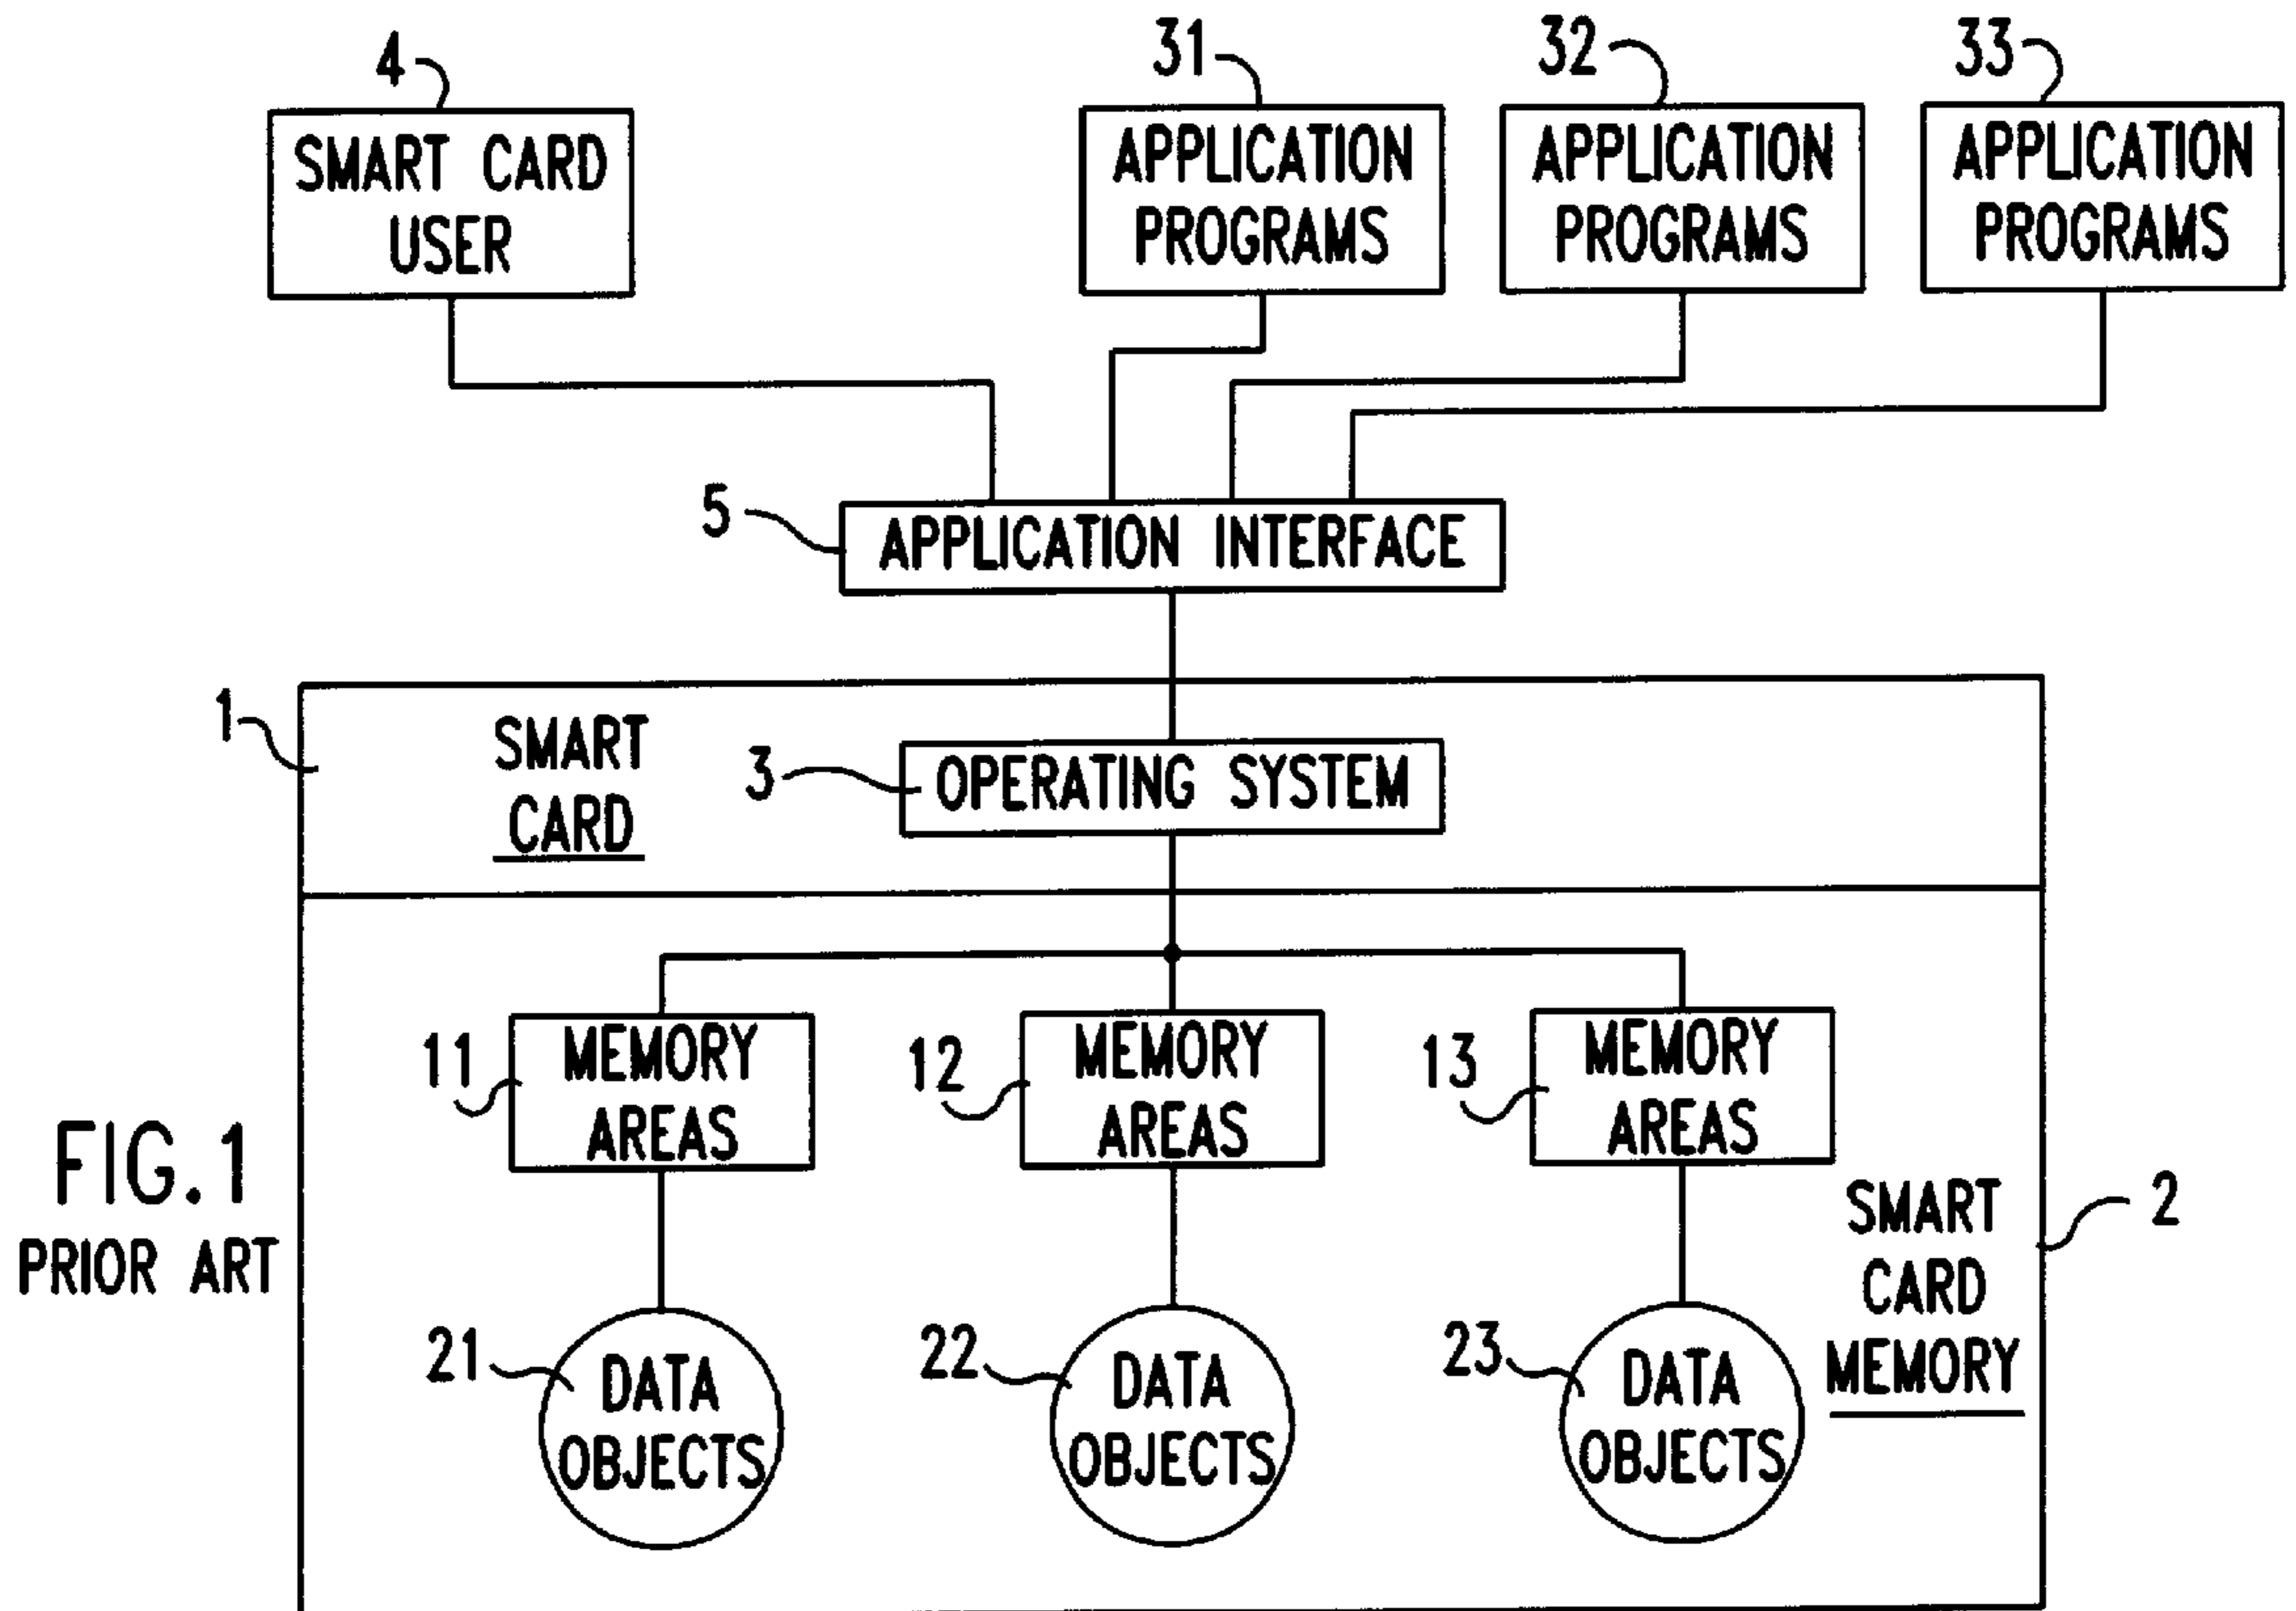 4
31
32
33
SMART CARD
USER
APPLICATION
PROGRAMS
APPLICATION
PROGRAMS
APPLICATION
PROGRAMS
5
APPLICATION INTERFACE
1
SMART
CARD
3
OPERATING SYSTEM
11
MEMORY
AREAS
12
MEMORY
AREAS
13
MEMORY
AREAS
FIG.1
PRIOR ART
SMART
CARD
MEMORY
2
21
DATA
OBJECTS
22
DATA
OBJECTS
23
DATA
OBJECTS